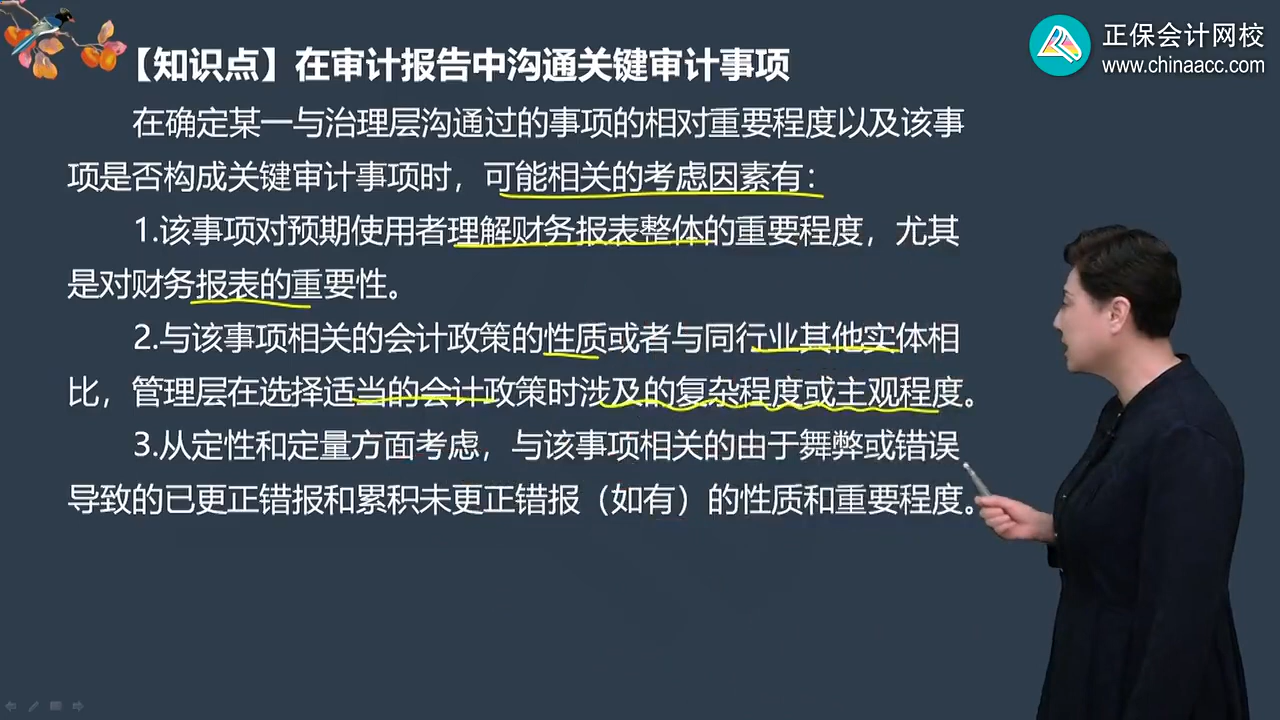 正保会计网校
www.chinaacc.com
【知识点】在审计报告中沟通关键审计事项
在确定某一与治理层沟通过的事项的相对重要程度以及该事
项是否构成关键审计事项时，可能相关的考虑因素有：
1.该事项对预期使用者理解财务报表整体的重要程度，尤其
是对财务报表的重要性。
2.与该事项相关的会计政策的性质或者与同行业其他实体相
比，管理层在选择适当的会计政策时涉及的复杂程度或主观程度。
3.从定性和定量方面考虑，与该事项相关的由于舞弊或错误
导致的已更正错报和累积未更正错报（如有）的性质和重要程度。